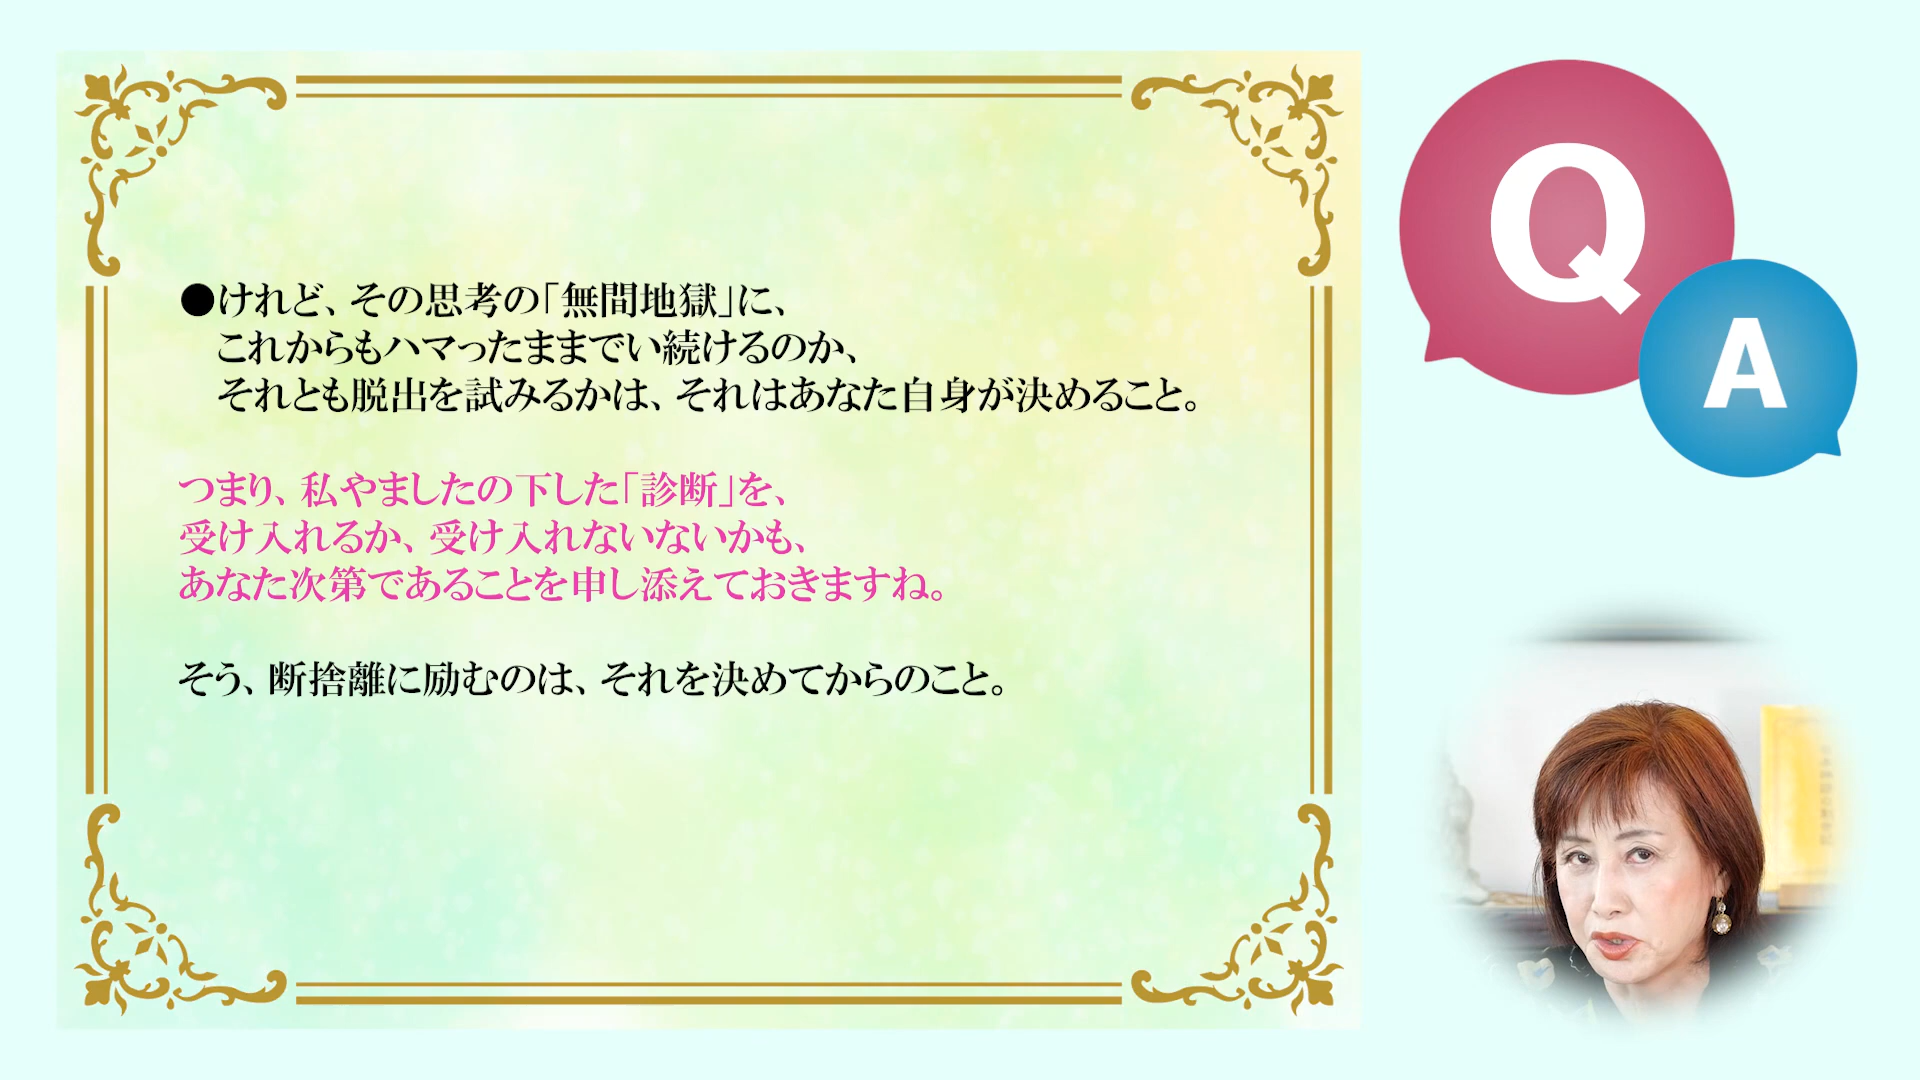 ●けれど、その思考の「無間地獄」に、
これからもハマったままでい続けるのか、
それとも脱出を試みるかは、それはあなた自身が決めること。
つまり、私やましたの下した「診断」を、
受け入れるか、受け入れないないかも、
あなた次第であることを申し添えておきますね。
そう、断捨離に励むのは、それを決めてからのこと。
Q
A